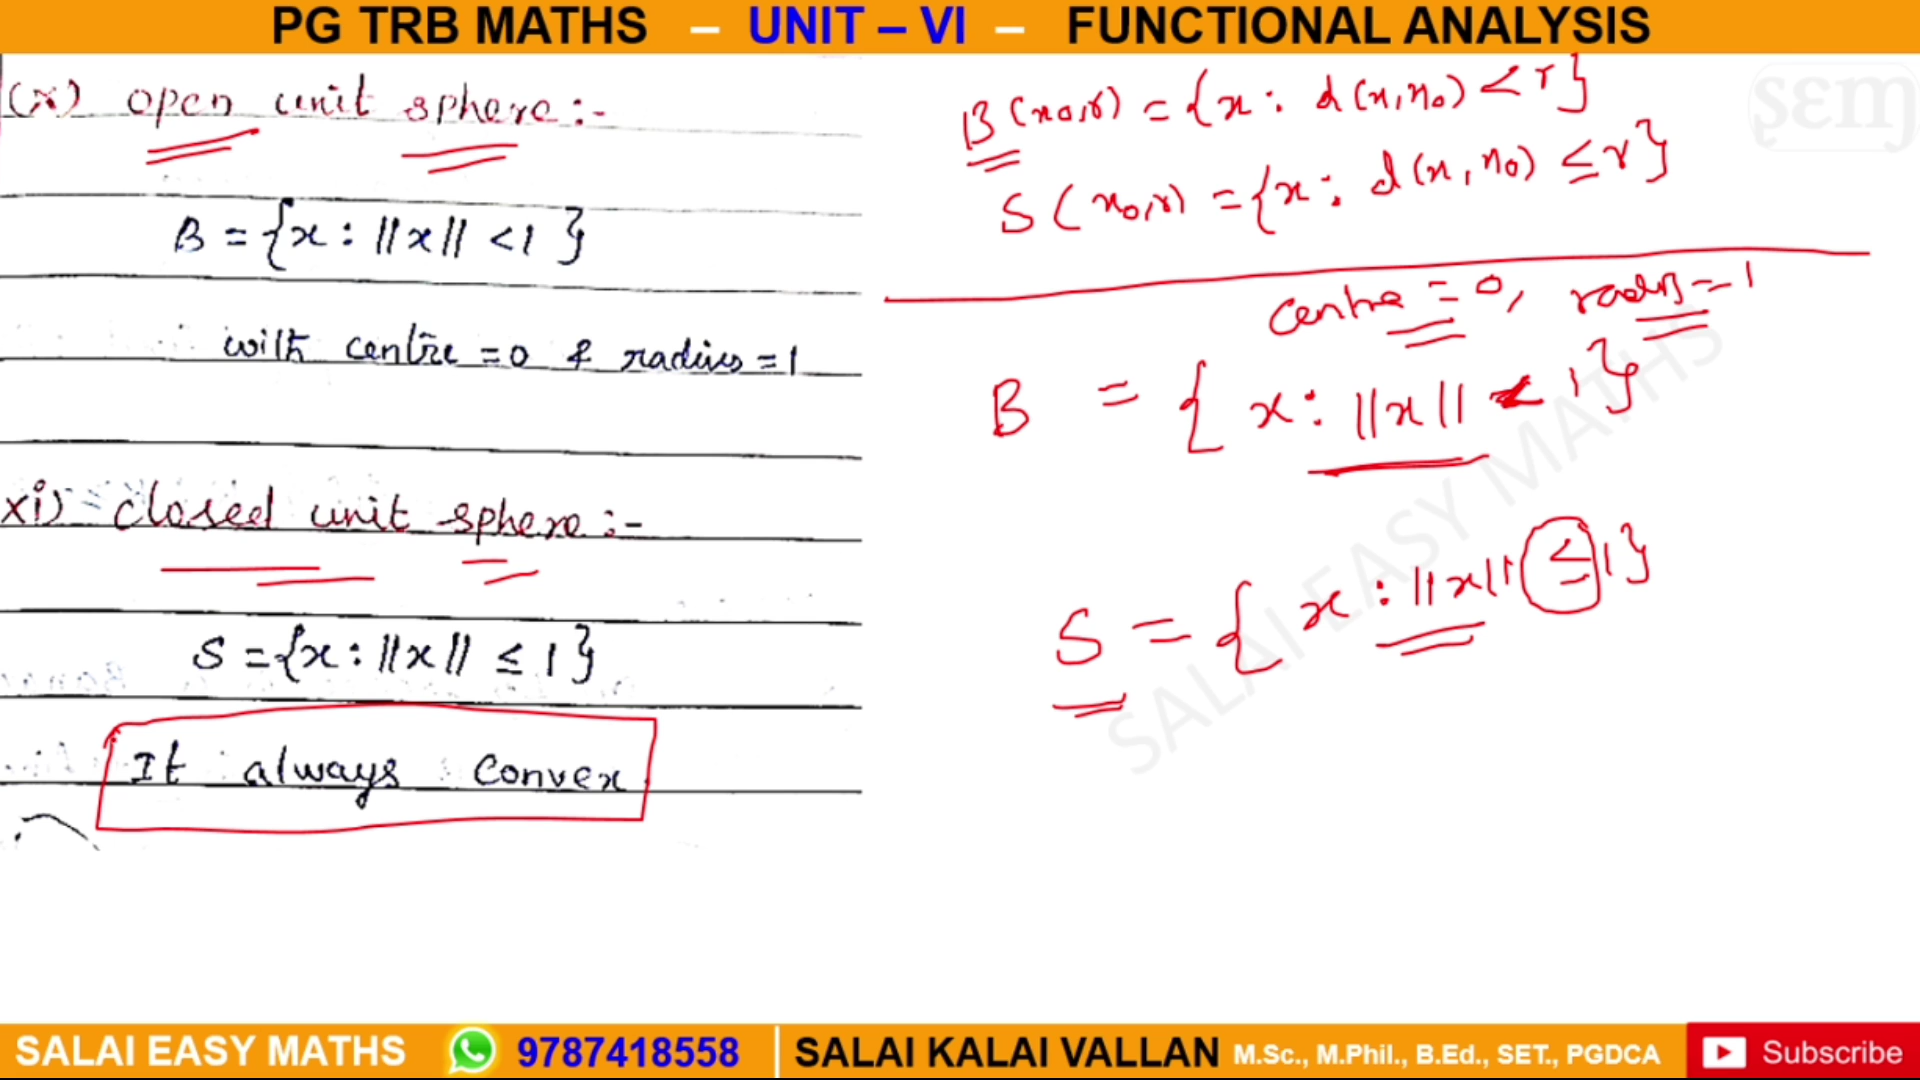 PG TRB MATHS – UNIT – VI – FUNCTIONAL ANALYSIS
sɛm
(x) open unit sphere:-
B = {x : ||x|| < 1 }
with centre = 0 & radius = 1
xi) closed unit sphere:-
S = {x : ||x|| ≤ 1 }
It always convex
B(x0,r) = {x : d(x,x0) < r}
S(x0,r) = {x : d(x,x0) ≤ r}
centre = 0, radius = 1
B = { x : ||x|| < 1 }
S = { x : ||x|| ≤ 1 }
SALAI EASY MATHS
SALAI EASY MATHS 9787418558 SALAI KALAI VALLAN M.Sc., M.Phil., B.Ed., SET., PGDCA Subscribe